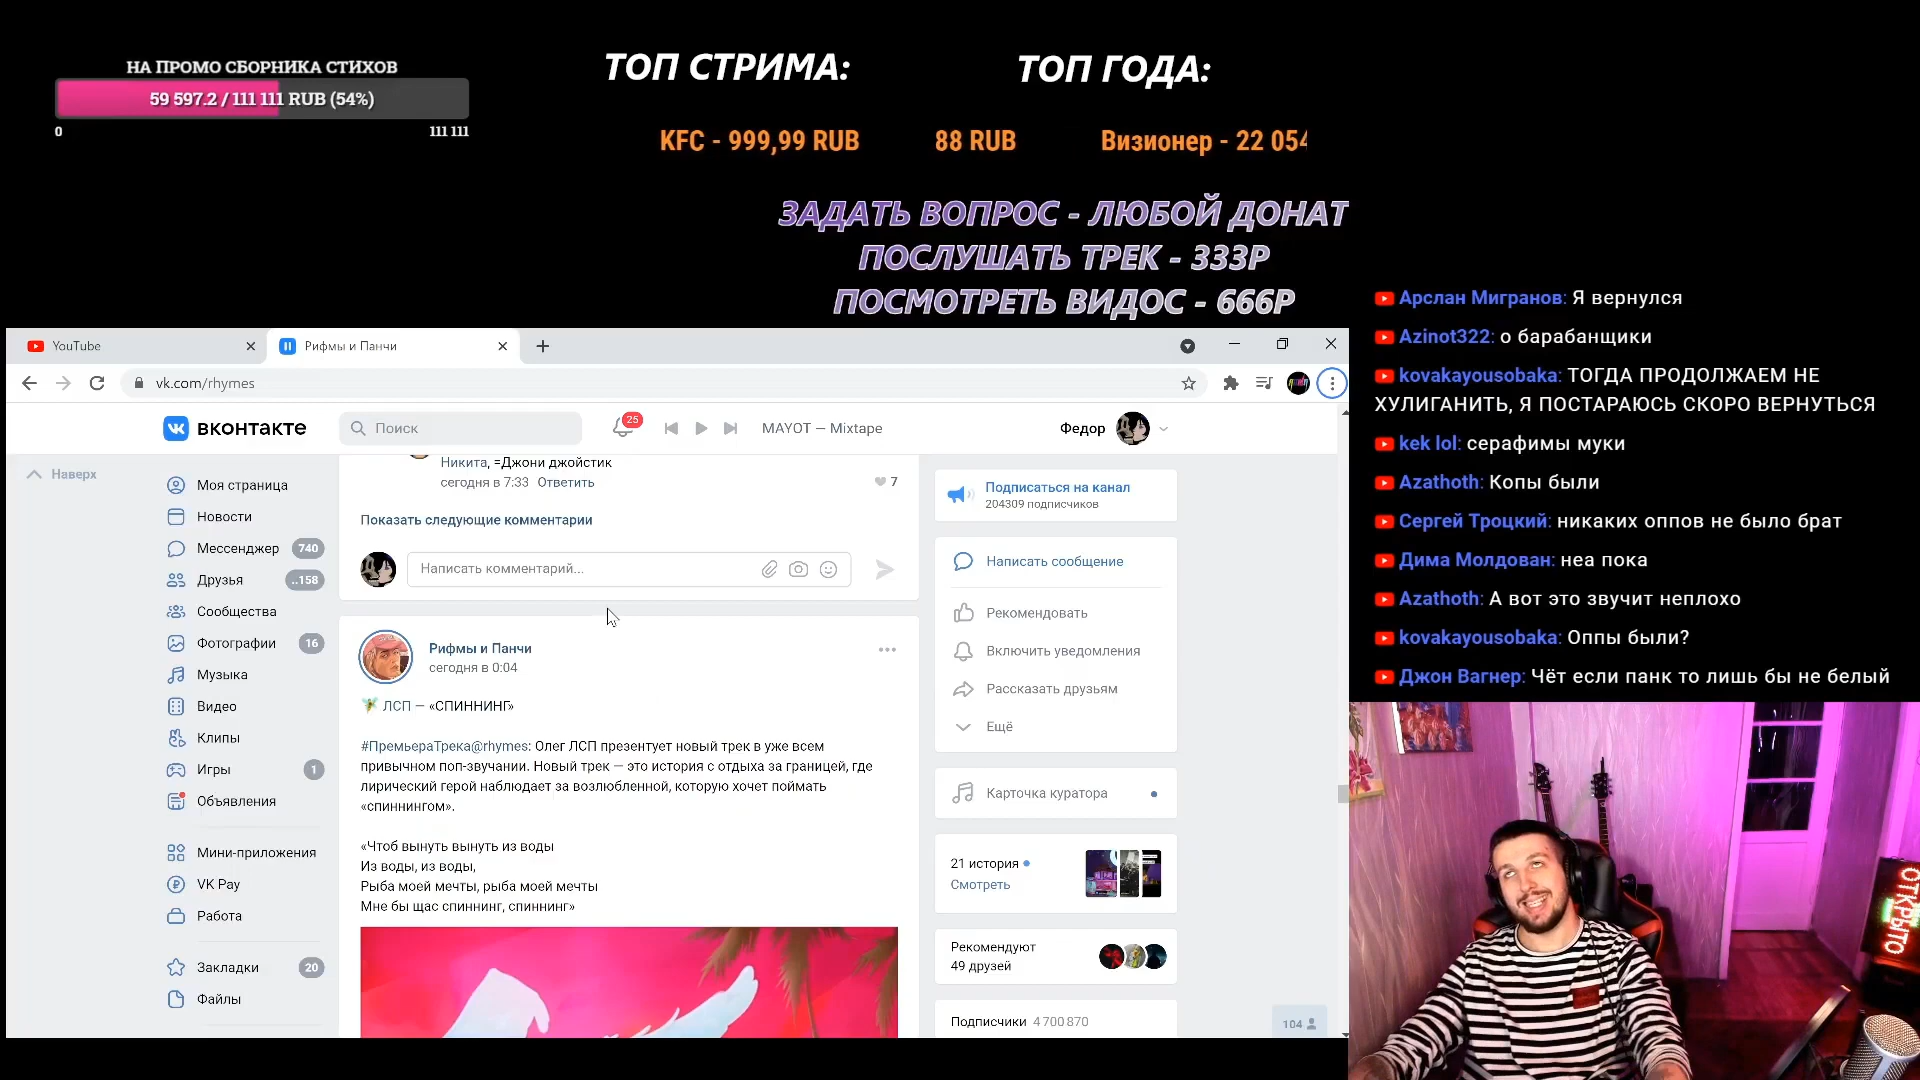 НА ПРОМО СБОРНИКА СТИХОВ
59 597.2 / 111 111 RUB (54%)
0
111 111
ТОП СТРИМА:
ТОП ГОДА:
KFC - 999,99 RUB
88 RUB
Визионер - 22 054
ЗАДАТЬ ВОПРОС - ЛЮБОЙ ДОНАТ
ПОСЛУШАТЬ ТРЕК - 333Р
ПОСМОТРЕТЬ ВИДОС - 666Р
YouTube
Рифмы и Панчи
vk.com/rhymes
вконтакте
Поиск
25
MAYOT — Mixtape
Федор
Наверх
Моя страница
Новости
Мессенджер 740
Друзья ..158
Сообщества
Фотографии 16
Музыка
Видео
Клипы
Игры 1
Объявления
Мини-приложения
VK Pay
Работа
Закладки 20
Файлы
Никита, =Джони джойстик
сегодня в 7:33 Ответить
7
Показать следующие комментарии
Написать комментарий...
Рифмы и Панчи
сегодня в 0:04
ЛСП — «СПИННИНГ»
#ПремьераТрека@rhymes: Олег ЛСП презентует новый трек в уже всем
привычном поп-звучании. Новый трек — это история с отдыха за границей, где
лирический герой наблюдает за возлюбленной, которую хочет поймать
«спиннингом».
«Чтоб вынуть вынуть из воды
Из воды, из воды,
Рыба моей мечты, рыба моей мечты
Мне бы щас спиннинг, спиннинг»
Подписаться на канал
204309 подписчиков
Написать сообщение
Рекомендовать
Включить уведомления
Рассказать друзьям
Ещё
Карточка куратора
21 история
Смотреть
Рекомендуют
49 друзей
Подписчики 4 700 870
104
Арслан Мигранов: Я вернулся
Azinot322: о барабанщики
kovakayousobaka: ТОГДА ПРОДОЛЖАЕМ НЕ
ХУЛИГАНИТЬ, Я ПОСТАРАЮСЬ СКОРО ВЕРНУТЬСЯ
kek lol: серафимы муки
Azathoth: Копы были
Сергей Троцкий: никаких оппов не было брат
Дима Молдован: неа пока
Azathoth: А вот это звучит неплохо
kovakayousobaka: Оппы были?
Джон Вагнер: Чёт если панк то лишь бы не белый
ОТКРЫТО